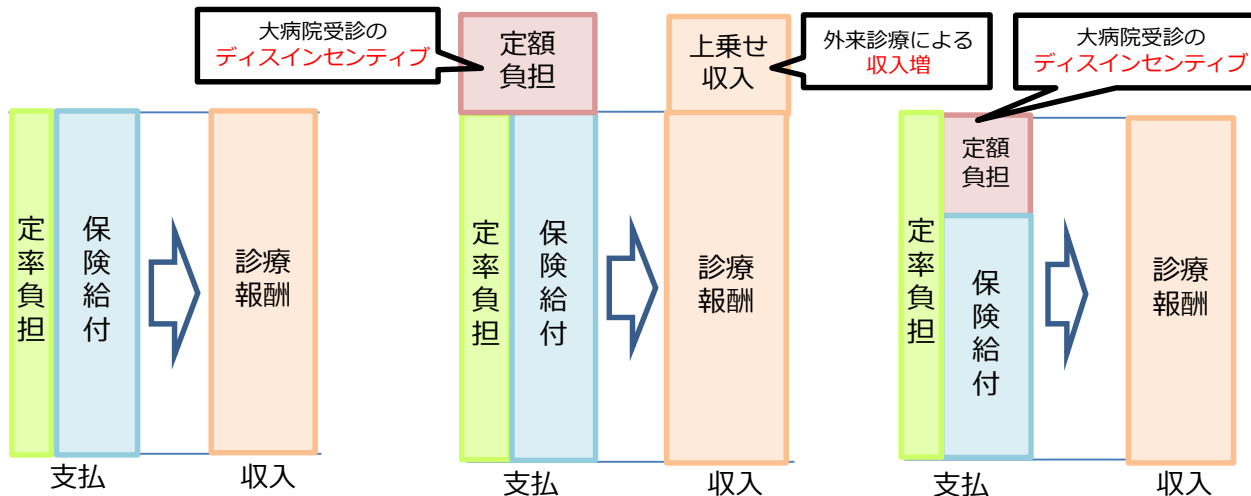 大病院受診の
ディスインセンティブ
定額
負担
上乗せ
収入
外来診療による
収入増
大病院受診の
ディスインセンティブ
定率負担
保険給付
診療
報酬
支払
収入
定率負担
保険給付
診療
報酬
支払
収入
定額
負担
定率負担
保険給付
診療
報酬
支払
収入